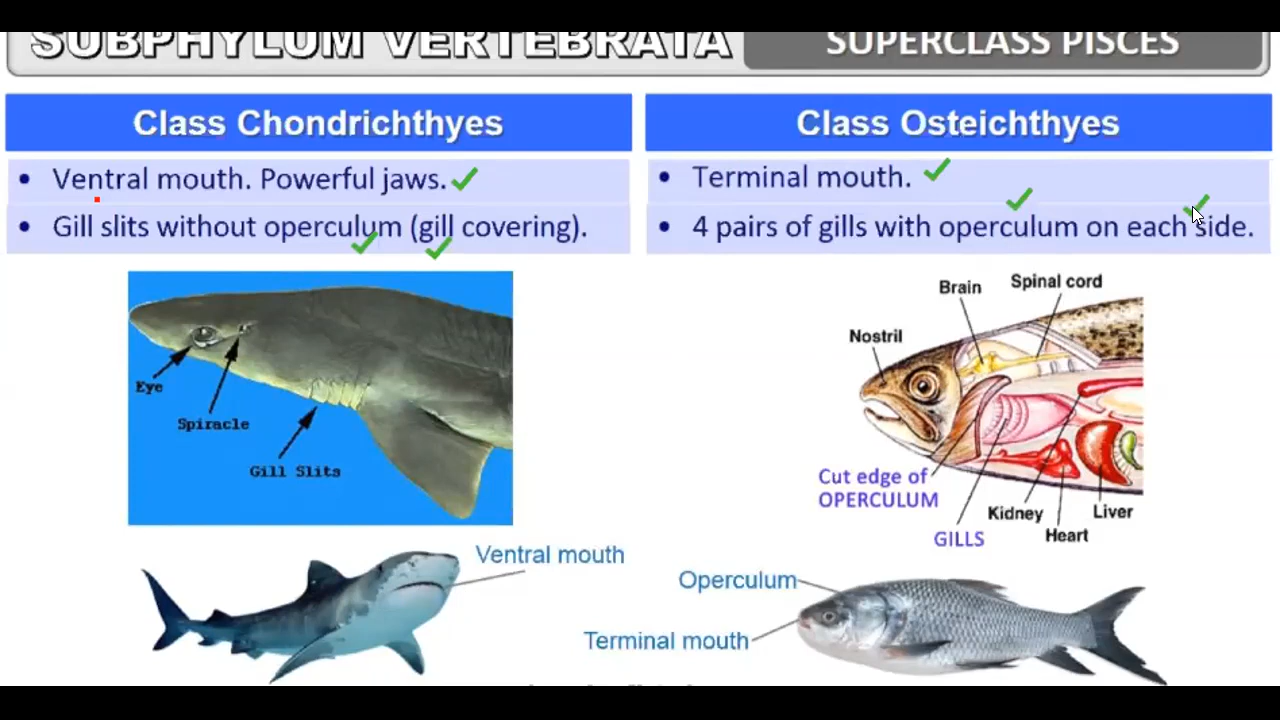 SUBPHYLUM VERTEBRATA
SUPERCLASS PISCES
Class Chondrichthyes
• Ventral mouth. Powerful jaws.
• Gill slits without operculum (gill covering).
Class Osteichthyes
• Terminal mouth.
• 4 pairs of gills with operculum on each side.
Eye
Spiracle
Gill Slits
Brain
Spinal cord
Nostril
Cut edge of
OPERCULUM
GILLS
Kidney
Heart
Liver
Ventral mouth
Operculum
Terminal mouth